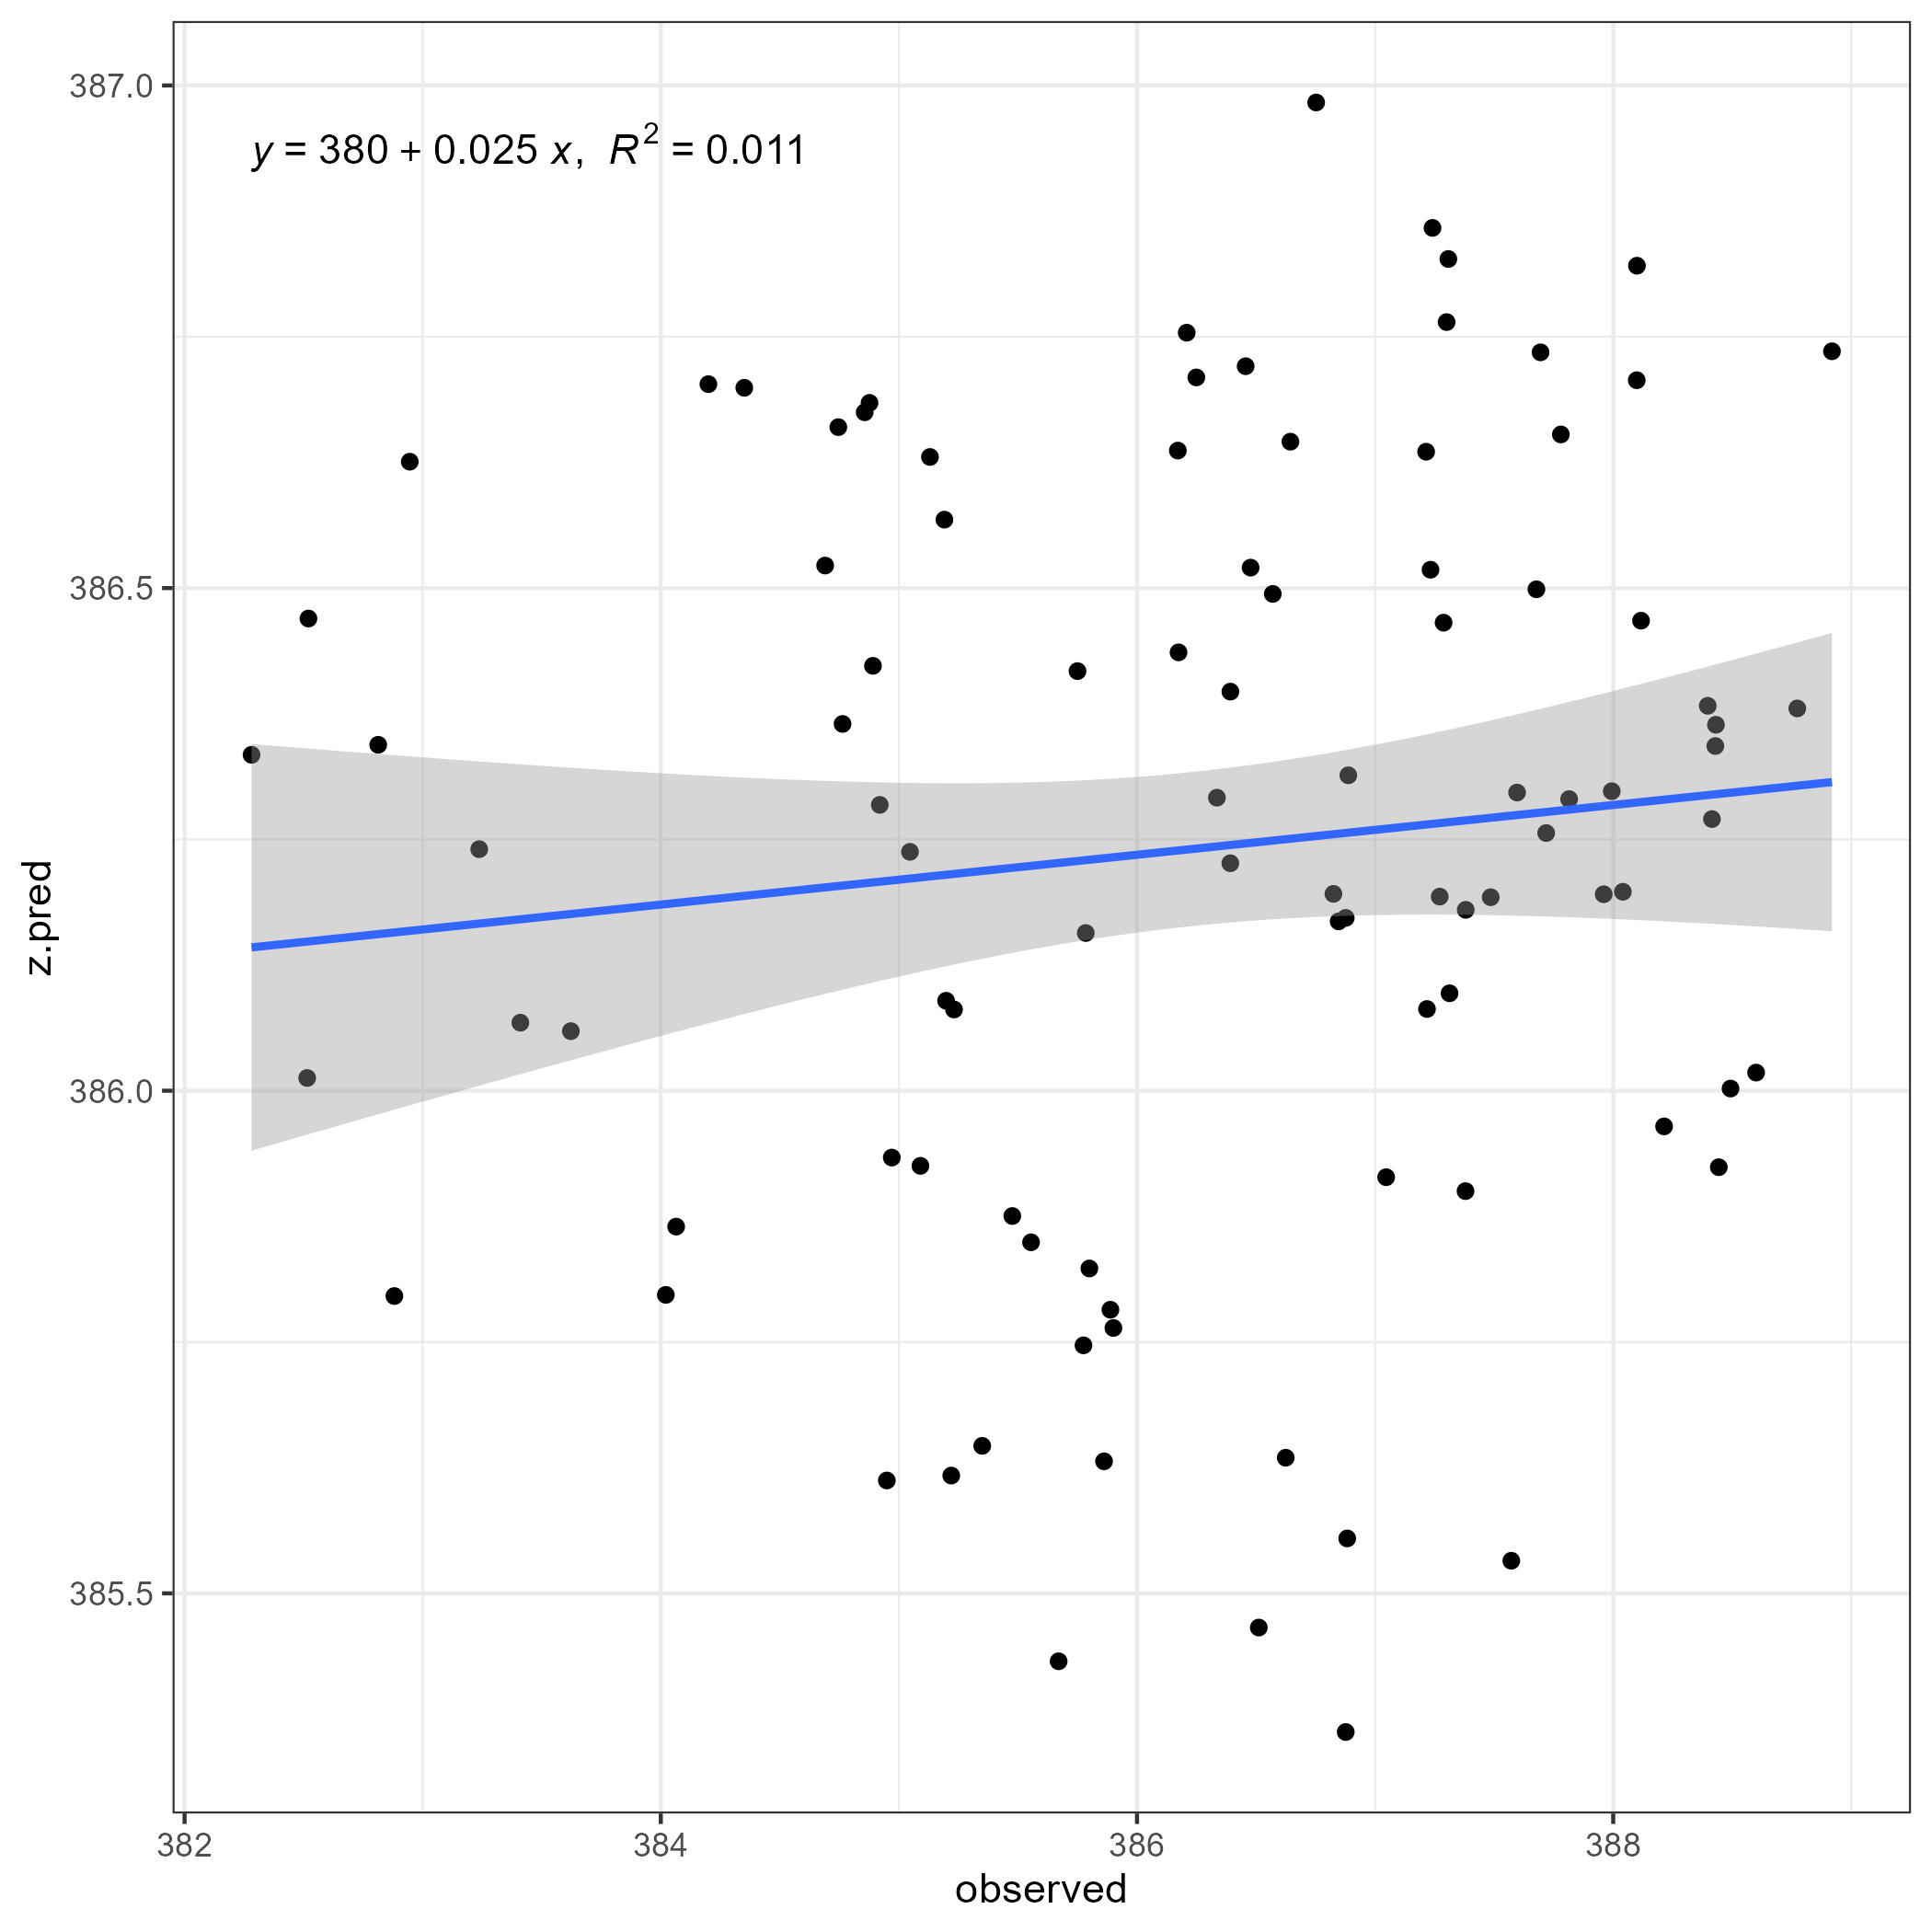 387.0
y = 380 + 0.025 x, R² = 0.011
386.5
z.pred
386.0
385.5
382 384 386 388
observed